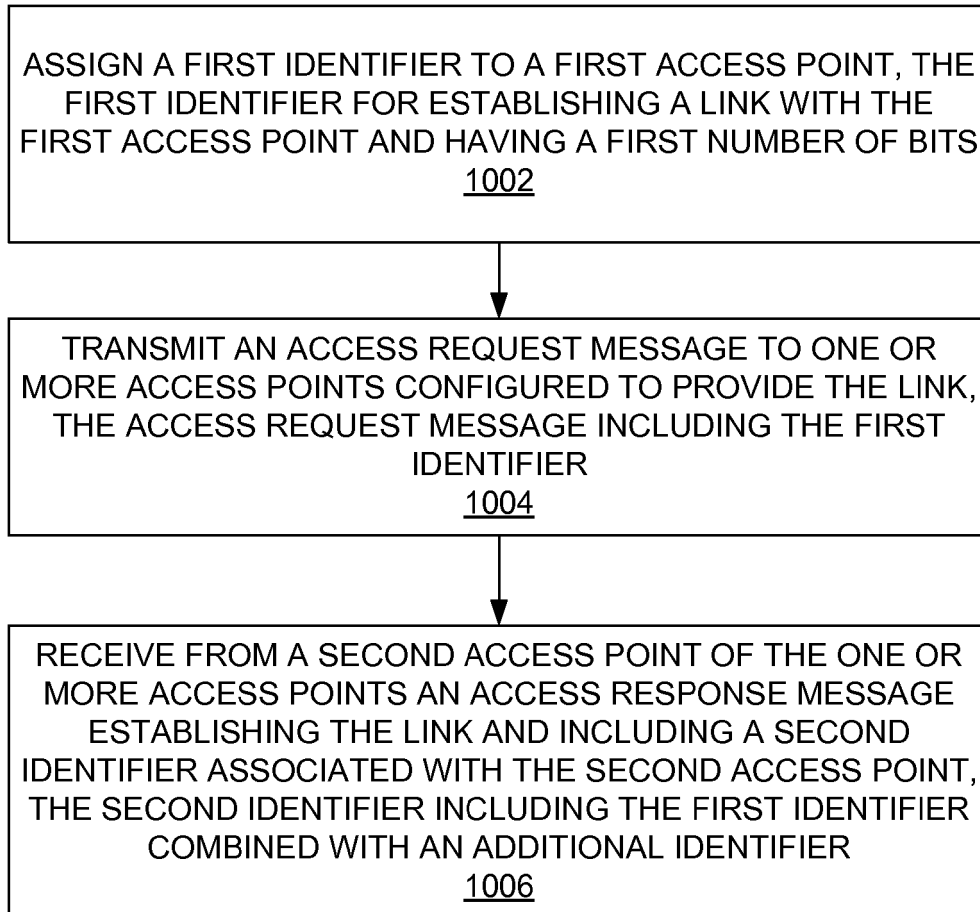 ASSIGN A FIRST IDENTIFIER TO A FIRST ACCESS POINT, THE
FIRST IDENTIFIER FOR ESTABLISHING A LINK WITH THE
FIRST ACCESS POINT AND HAVING A FIRST NUMBER OF BITS
1002
TRANSMIT AN ACCESS REQUEST MESSAGE TO ONE OR
MORE ACCESS POINTS CONFIGURED TO PROVIDE THE LINK,
THE ACCESS REQUEST MESSAGE INCLUDING THE FIRST
IDENTIFIER
1004
RECEIVE FROM A SECOND ACCESS POINT OF THE ONE OR
MORE ACCESS POINTS AN ACCESS RESPONSE MESSAGE
ESTABLISHING THE LINK AND INCLUDING A SECOND
IDENTIFIER ASSOCIATED WITH THE SECOND ACCESS POINT,
THE SECOND IDENTIFIER INCLUDING THE FIRST IDENTIFIER
COMBINED WITH AN ADDITIONAL IDENTIFIER
1006